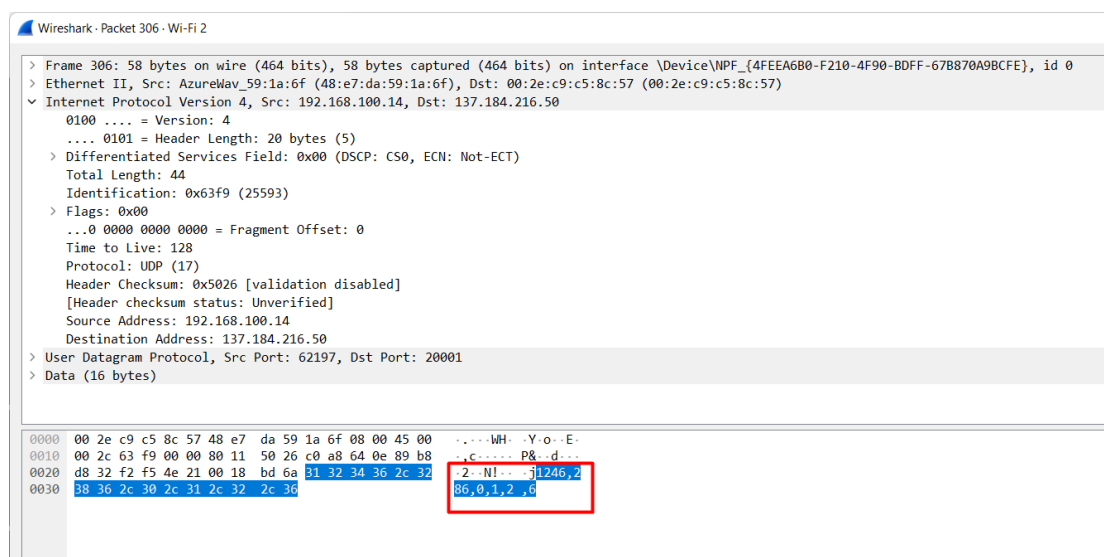 Wireshark · Packet 306 · Wi-Fi 2
> Frame 306: 58 bytes on wire (464 bits), 58 bytes captured (464 bits) on interface \Device\NPF_{4FEEA6B0-F210-4F90-BDFF-67B870A9BCFE}, id 0
> Ethernet II, Src: AzureWav_59:1a:6f (48:e7:da:59:1a:6f), Dst: 00:2e:c9:c5:8c:57 (00:2e:c9:c5:8c:57)
Internet Protocol Version 4, Src: 192.168.100.14, Dst: 137.184.216.50
0100 .... = Version: 4
.... 0101 = Header Length: 20 bytes (5)
> Differentiated Services Field: 0x00 (DSCP: CS0, ECN: Not-ECT)
Total Length: 44
Identification: 0x63f9 (25593)
> Flags: 0x00
...0 0000 0000 0000 = Fragment Offset: 0
Time to Live: 128
Protocol: UDP (17)
Header Checksum: 0x5026 [validation disabled]
[Header checksum status: Unverified]
Source Address: 192.168.100.14
Destination Address: 137.184.216.50
> User Datagram Protocol, Src Port: 62197, Dst Port: 20001
> Data (16 bytes)
0000 00 2e c9 c5 8c 57 48 e7 da 59 1a 6f 08 00 45 00 ·.···WH· ·Y·o··E·
0010 00 2c 63 f9 00 00 80 11 50 26 c0 a8 64 0e 89 b8 ·,c····· P&··d···
0020 d8 32 f2 f5 4e 21 00 18 bd 6a 31 32 34 36 2c 32 ·2··N!·· ·j1246,2
0030 38 36 2c 30 2c 31 2c 32 2c 36 86,0,1,2 ,6